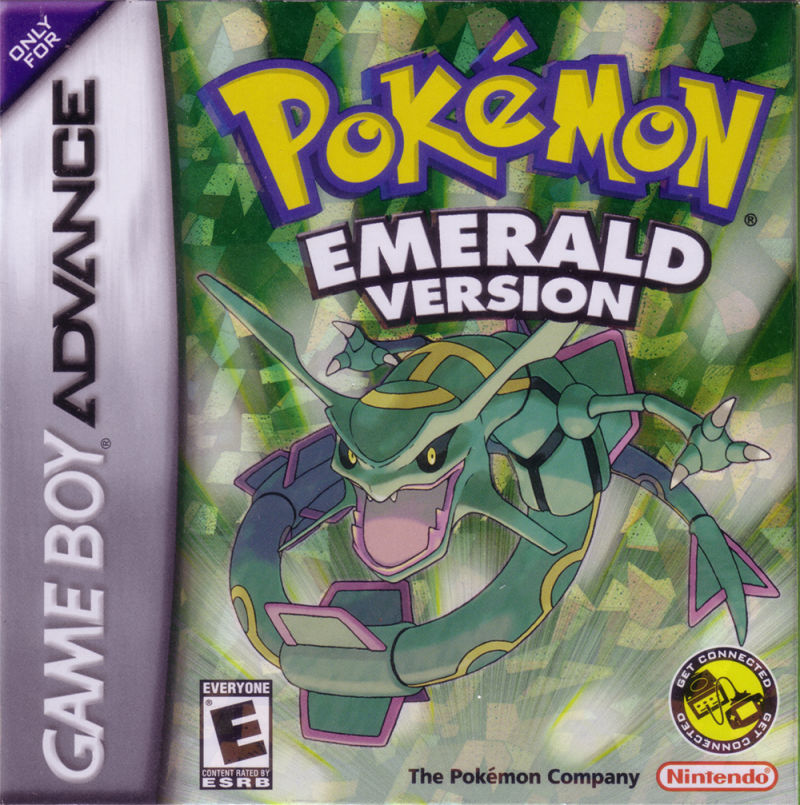 ONLY
FOR
GAME BOY ADVANCE
®
POKéMON
®
EMERALD
VERSION
EVERYONE
®
E
CONTENT RATED BY
ESRB
GET CONNECTED
GET CONNECTED
The Pokémon Company
Nintendo®